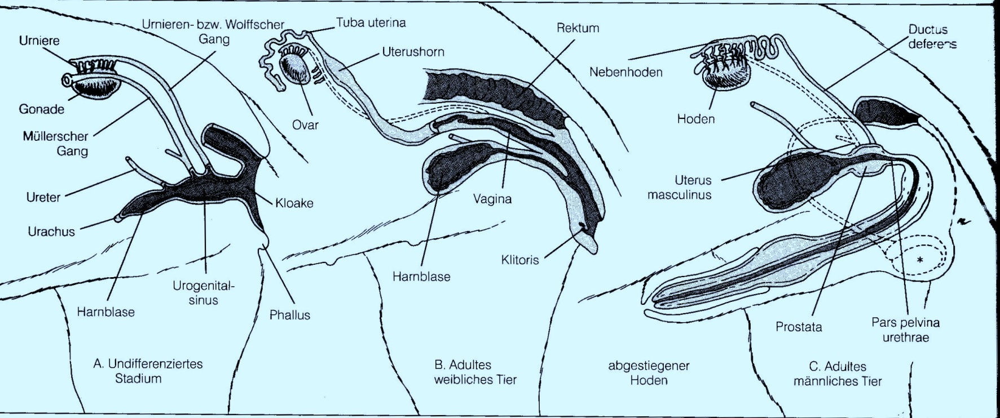 Urniere
Urnieren- bzw. Wolffscher
Gang
Gonade
Müllerscher
Gang
Ureter
Urachus
Harnblase
Urogenital-
sinus
Kloake
Phallus
A. Undifferenziertes
Stadium
Tuba uterina
Uterushorn
Rektum
Ovar
Vagina
Harnblase
Klitoris
B. Adultes
weibliches Tier
Nebenhoden
Ductus
deferens
Hoden
Uterus
masculinus
*
Prostata
Pars pelvina
urethrae
abgestiegener
Hoden
C. Adultes
männliches Tier